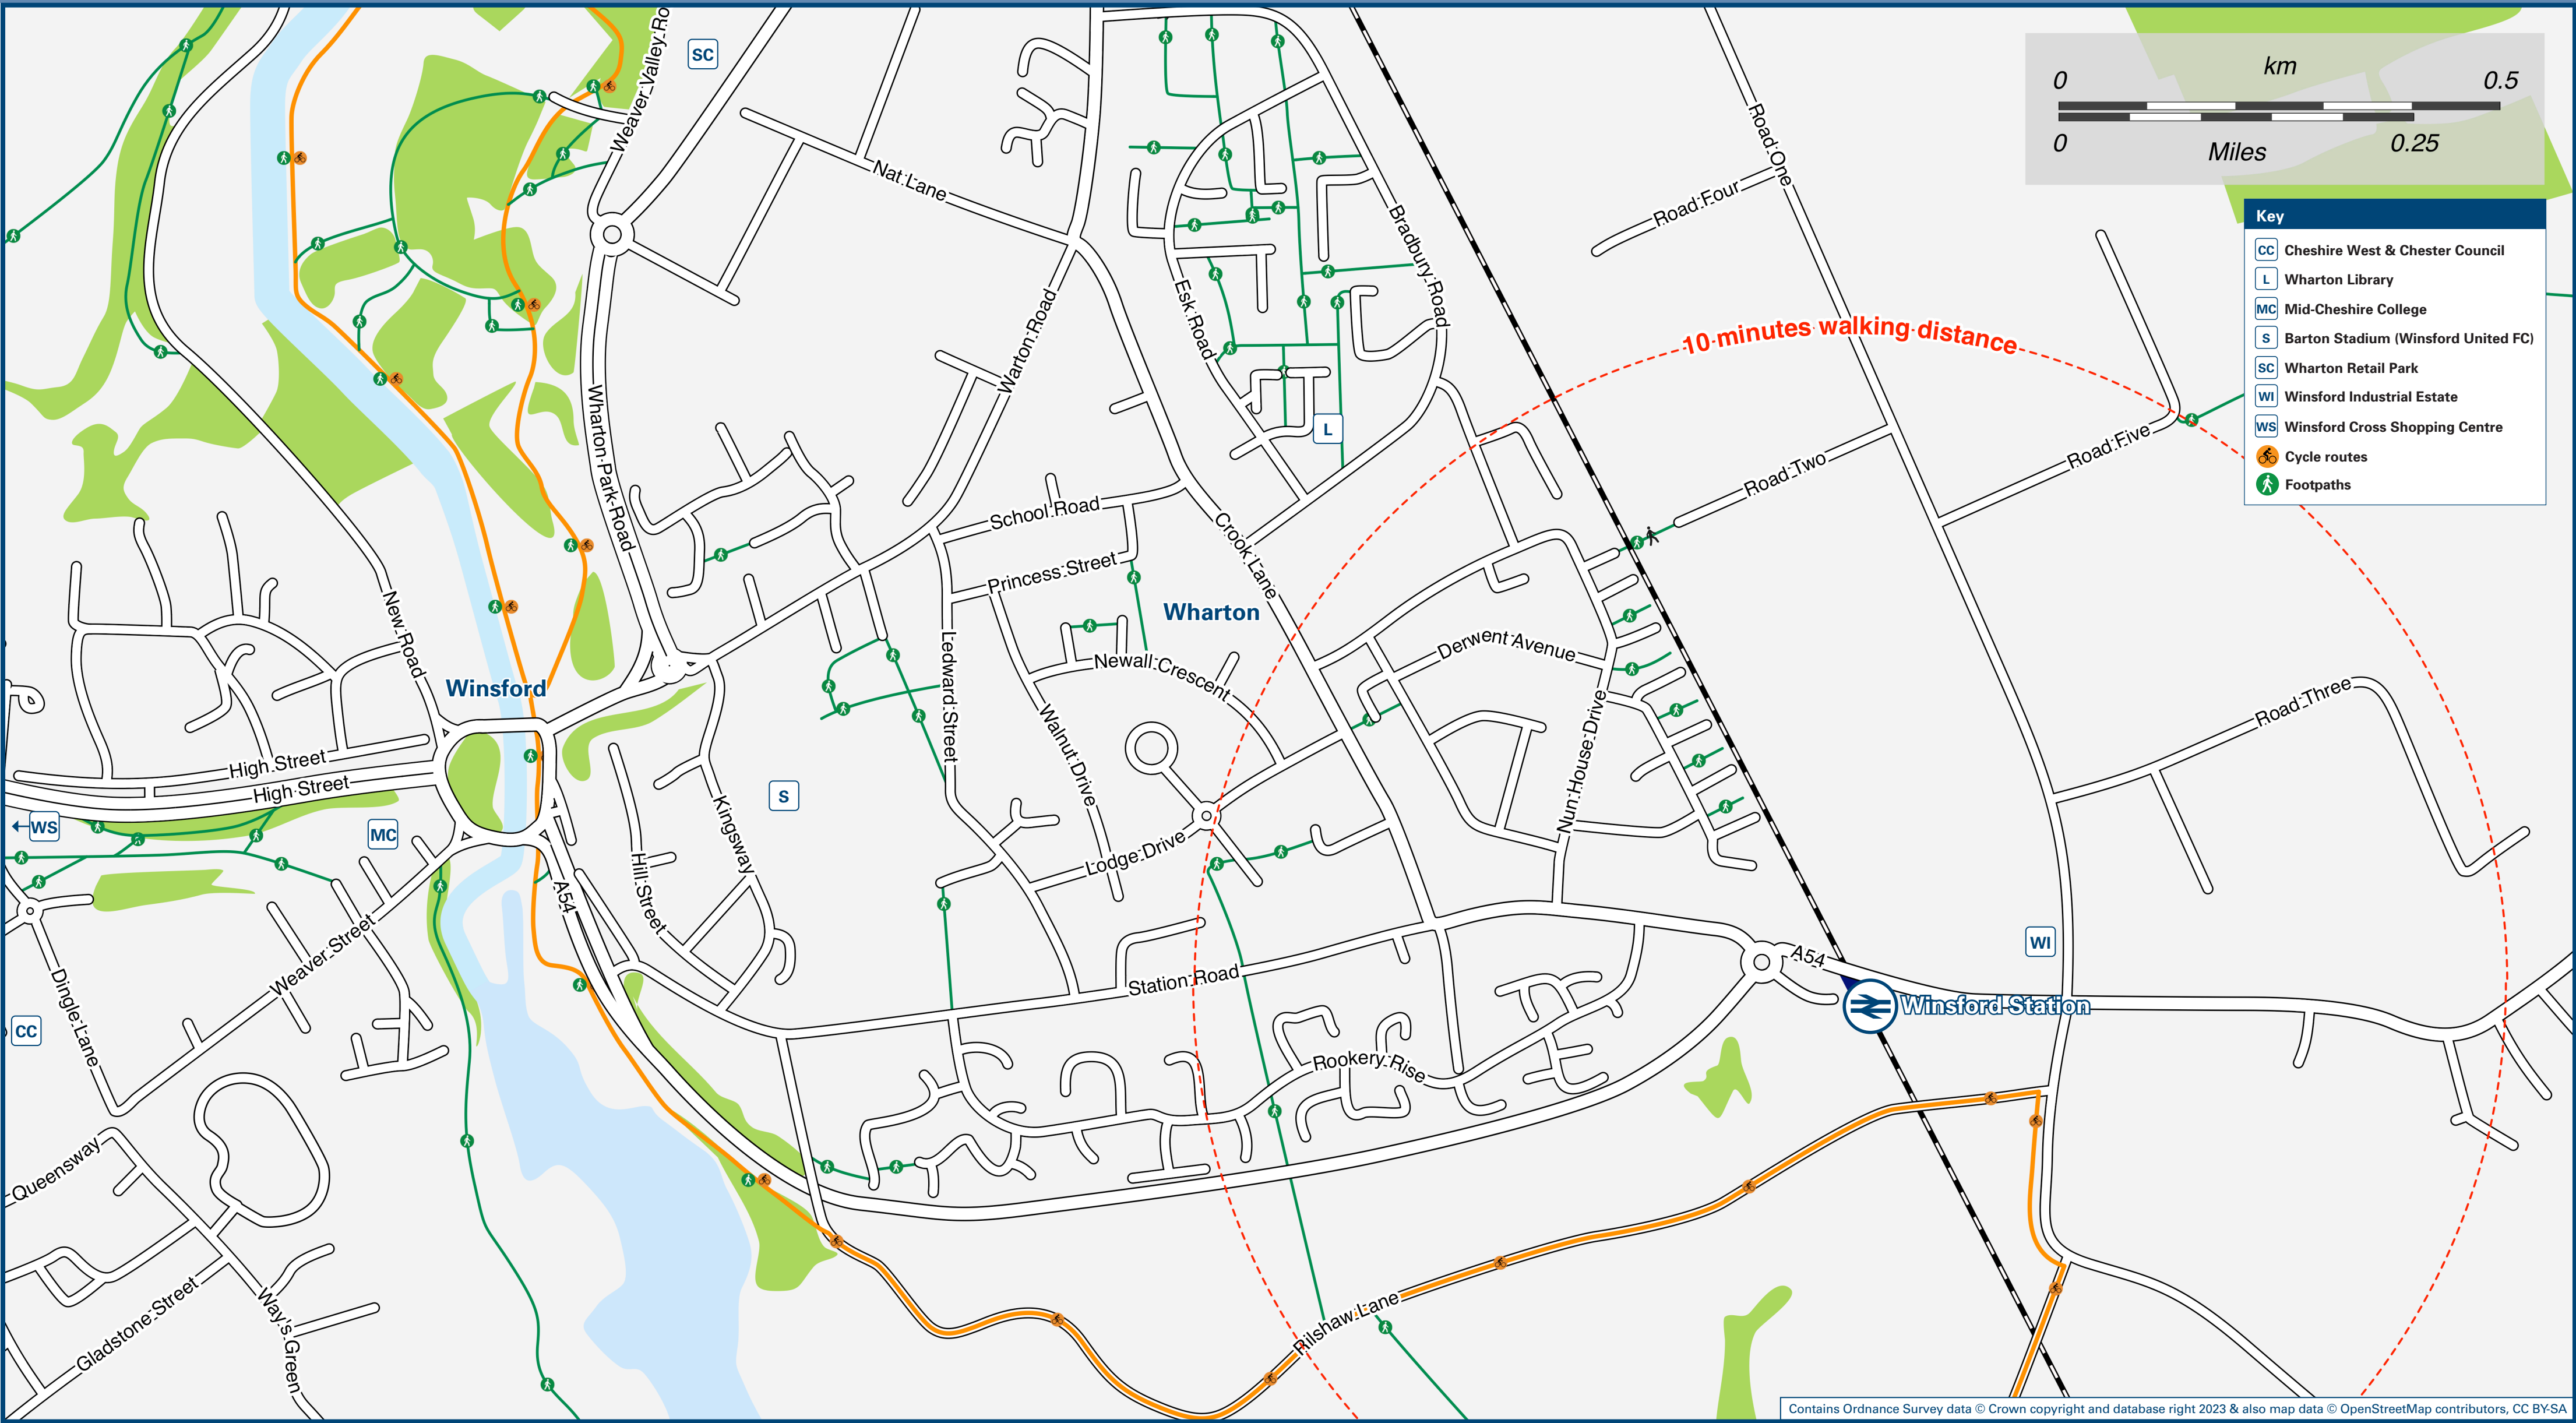 SC
Weaver Valley Ro
km
0
0.5
0
Miles
0.25
Road One
Nat Lane
Road Four
Key
CC Cheshire West & Chester Council
L Wharton Library
MC Mid-Cheshire College
S Barton Stadium (Winsford United FC)
SC Wharton Retail Park
WI Winsford Industrial Estate
WS Winsford Cross Shopping Centre
Cycle routes
Footpaths
Bradbury Road
Esk Road
Warton Road
10 minutes walking distance
Wharton Park Road
L
Road Two
Road Five
School Road
Crook Lane
Princess Street
New Road
Wharton
Derwent Avenue
Newall Crescent
Ledward Street
Winsford
Walnut Drive
Nun House Drive
Road Three
High Street
High Street
WS
MC
S
Kingsway
Hill Street
Lodge Drive
A54
Weaver Street
Dingle Lane
CC
Station Road
A54
WI
Winsford Station
Rookery Rise
Queensway
Gladstone Street
Way's Green
Rilshaw Lane
Contains Ordnance Survey data © Crown copyright and database right 2023 & also map data © OpenStreetMap contributors, CC BY-SA